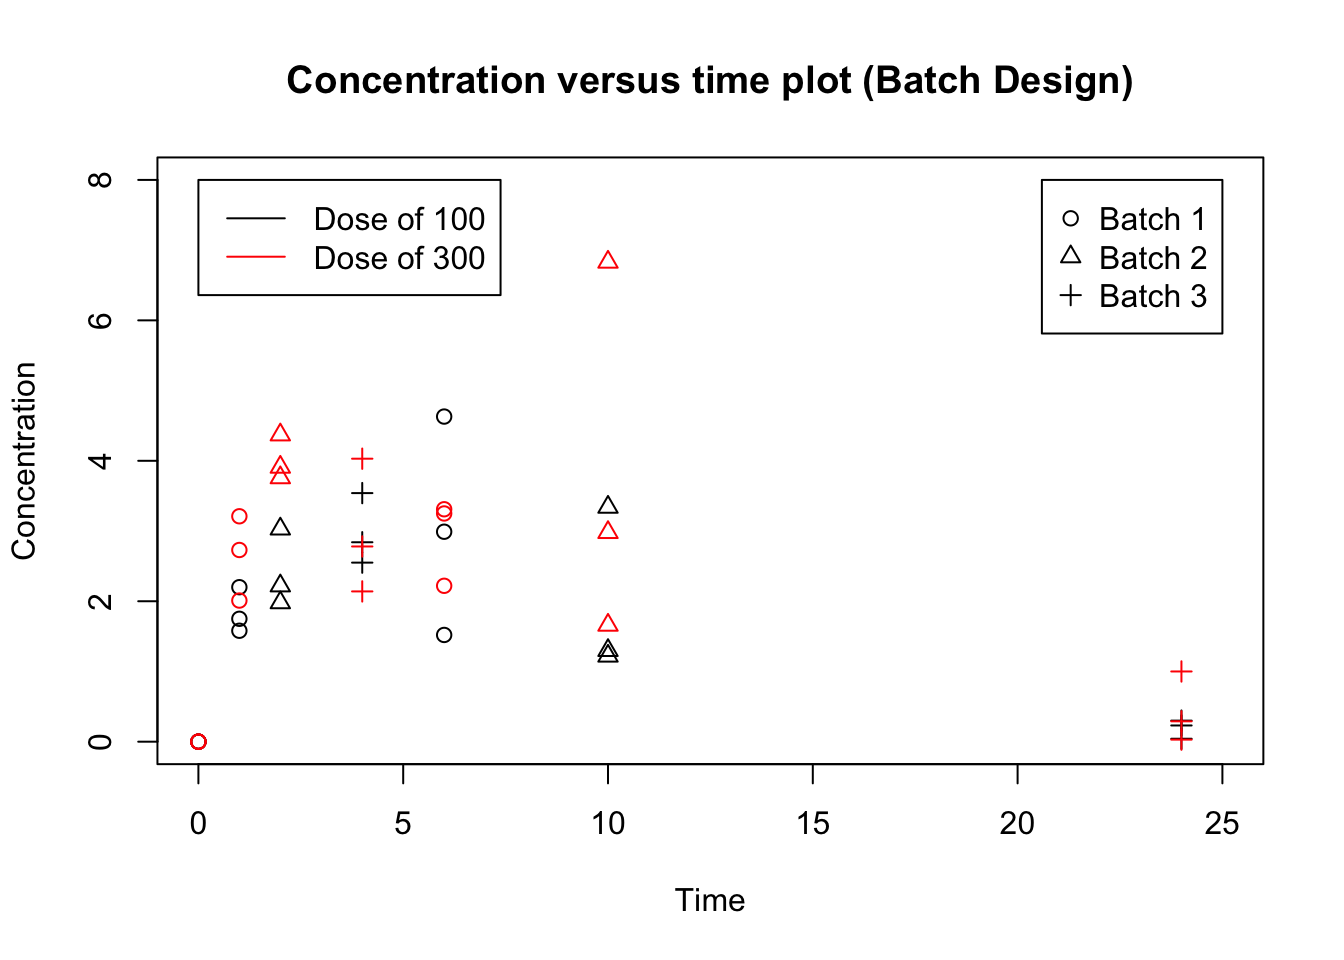 Concentration versus time plot (Batch Design)
Dose of 100
Dose of 300
Batch 1
Batch 2
Batch 3
Concentration
8
6
4
2
0
0 5 10 15 20 25
Time